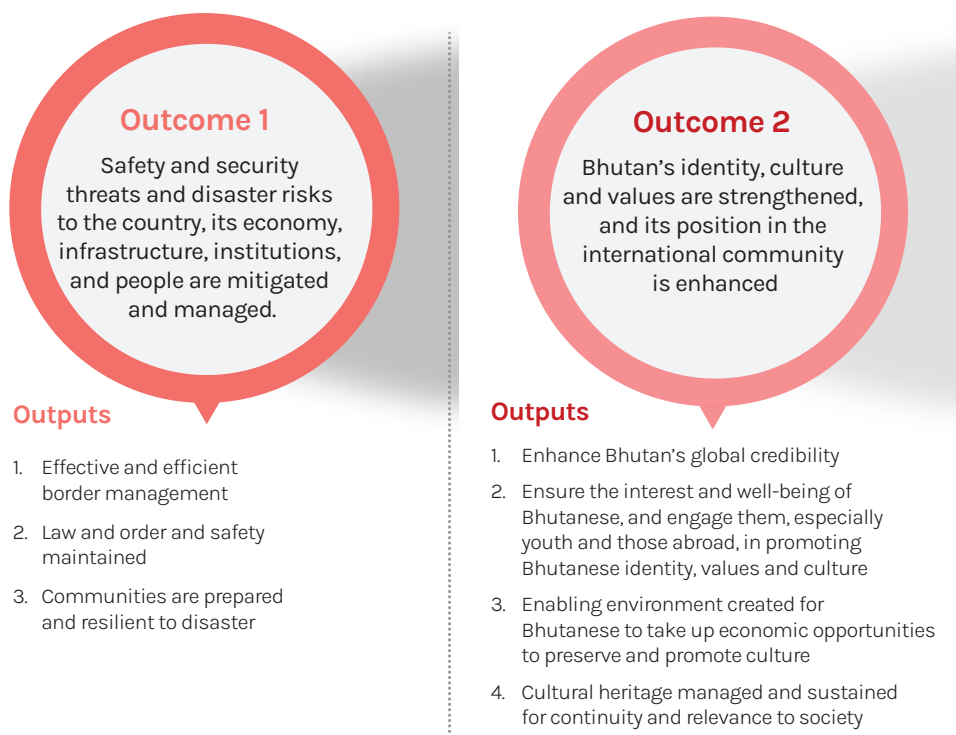 Outcome 1
Safety and security
threats and disaster risks
to the country, its economy,
infrastructure, institutions,
and people are mitigated
and managed.
Outputs
1. Effective and efficient
border management
2. Law and order and safety
maintained
3. Communities are prepared
and resilient to disaster
Outcome 2
Bhutan’s identity, culture
and values are strengthened,
and its position in the
international community
is enhanced
Outputs
1. Enhance Bhutan’s global credibility
2. Ensure the interest and well-being of
Bhutanese, and engage them, especially
youth and those abroad, in promoting
Bhutanese identity, values and culture
3. Enabling environment created for
Bhutanese to take up economic opportunities
to preserve and promote culture
4. Cultural heritage managed and sustained
for continuity and relevance to society